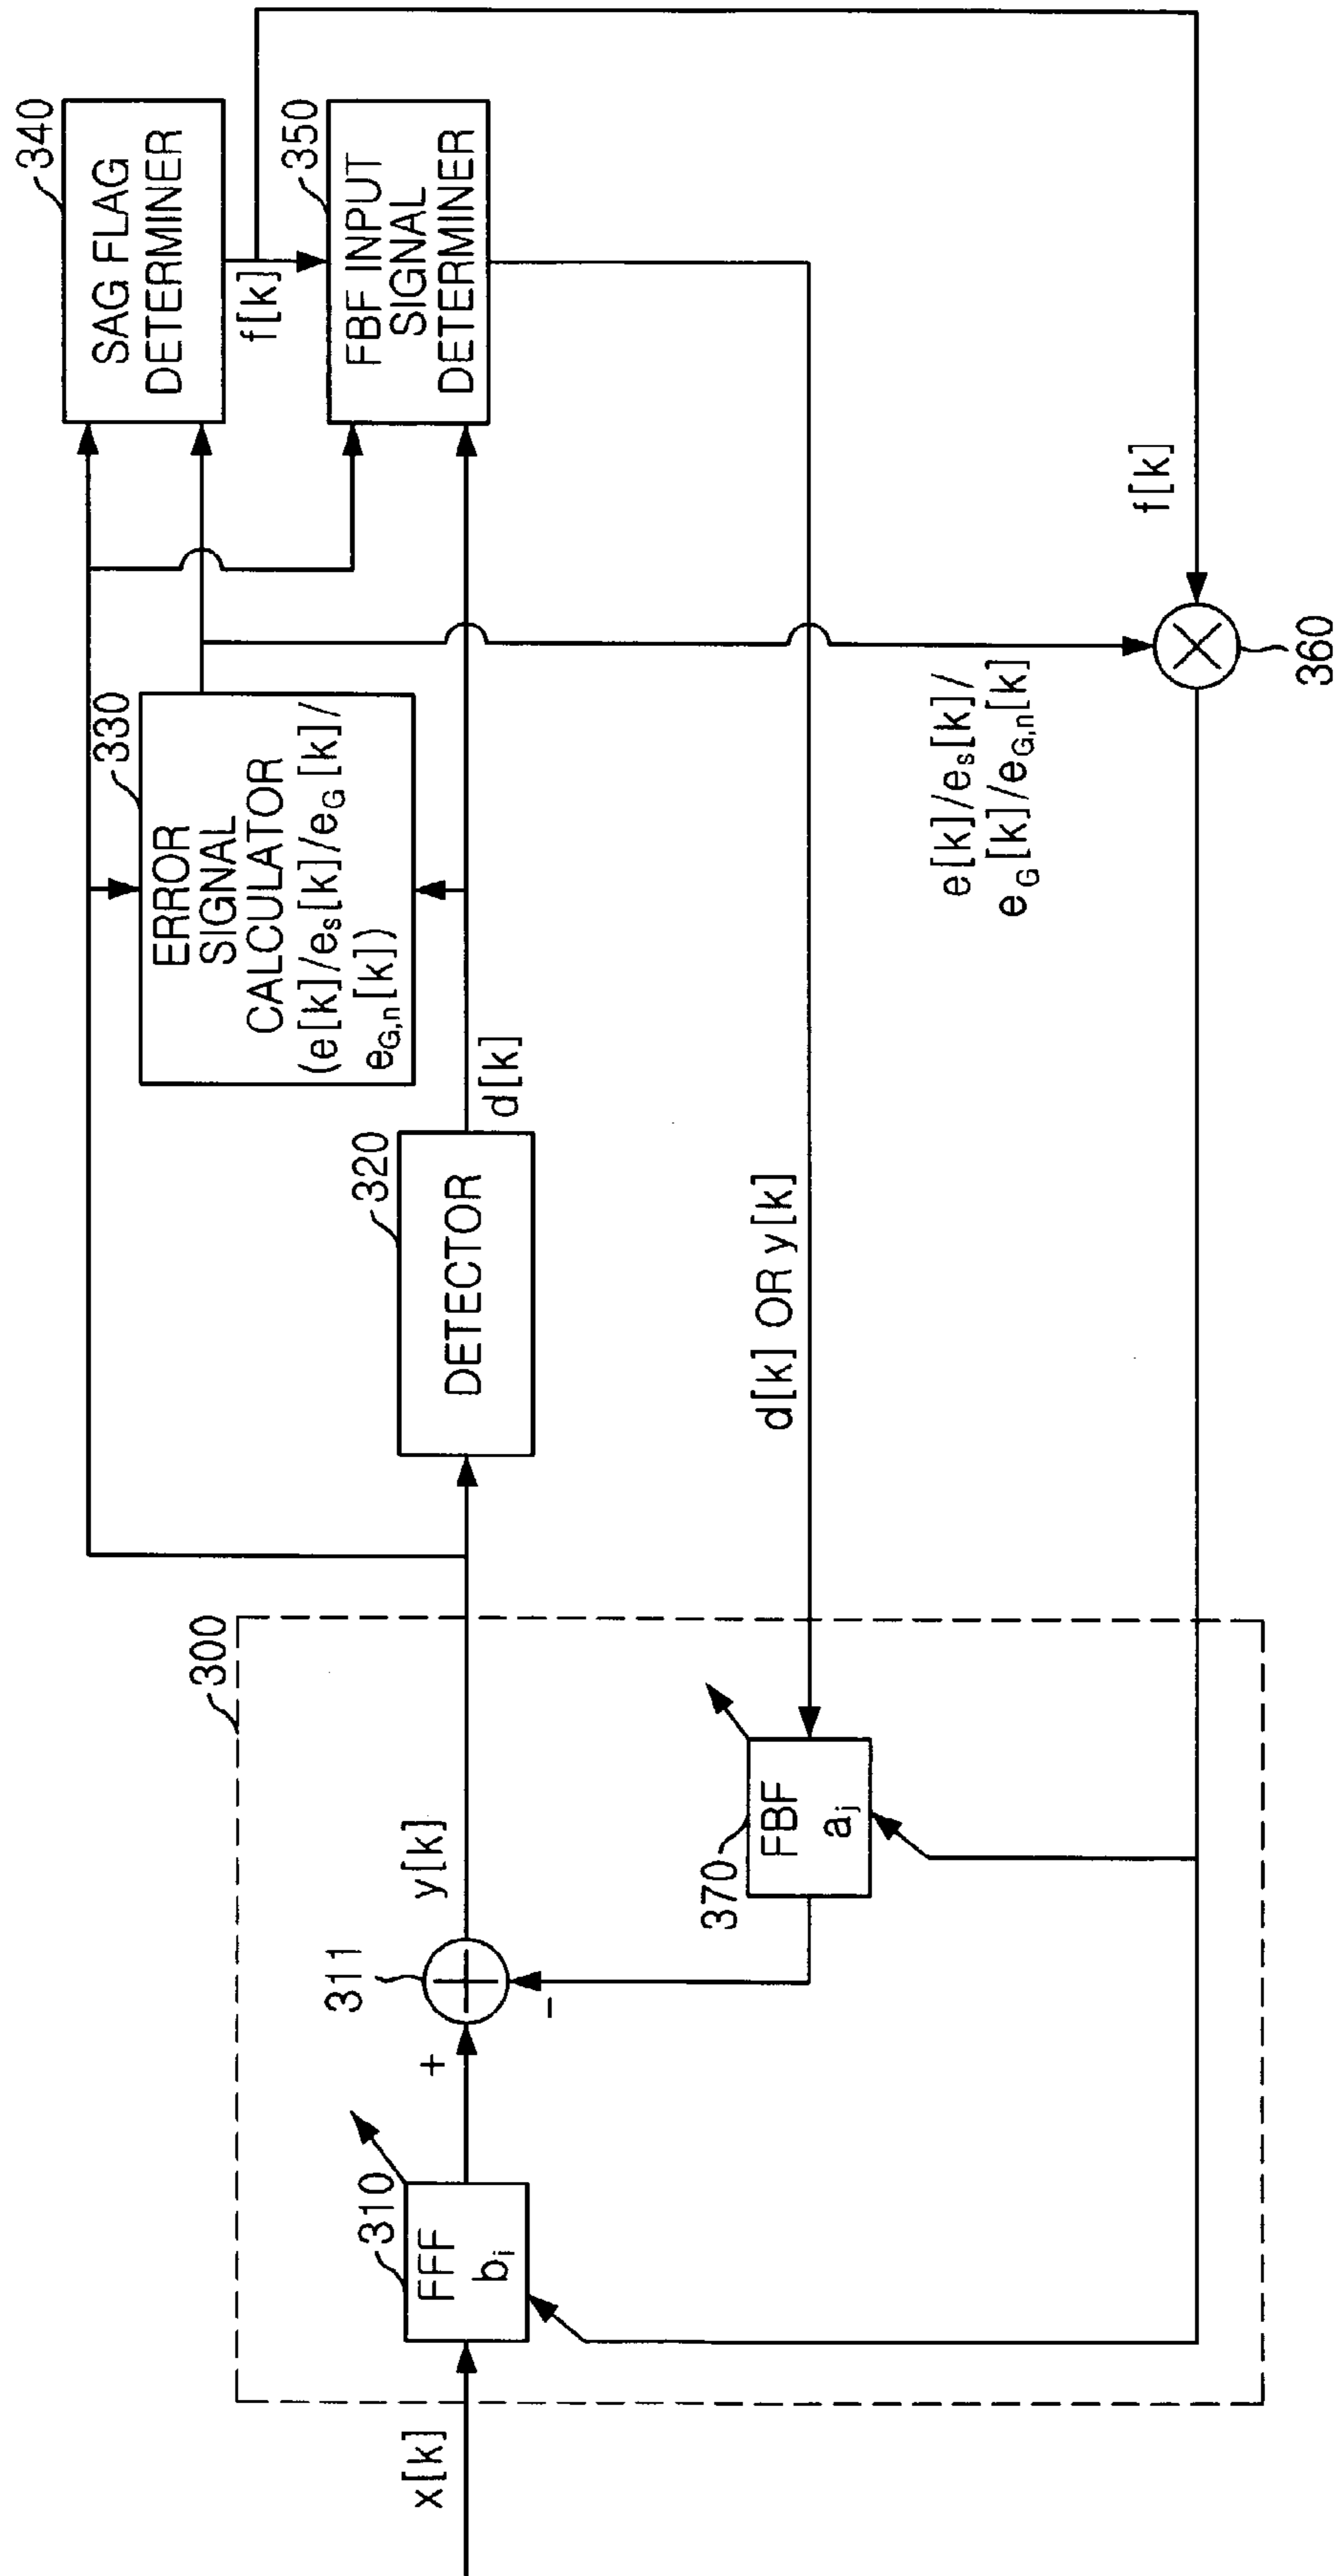 300
x[k]
310
FFF
bi
+
311
-
y[k]
370
FBF
aj
320
DETECTOR
d[k]
330
ERROR
SIGNAL
CALCULATOR
(e[k]/es[k]/eG[k]/
eG,n[k])
340
SAG FLAG
DETERMINER
f[k]
350
FBF INPUT
SIGNAL
DETERMINER
d[k] OR y[k]
e[k]/es[k]/
eG[k]/eG,n[k]
f[k]
360